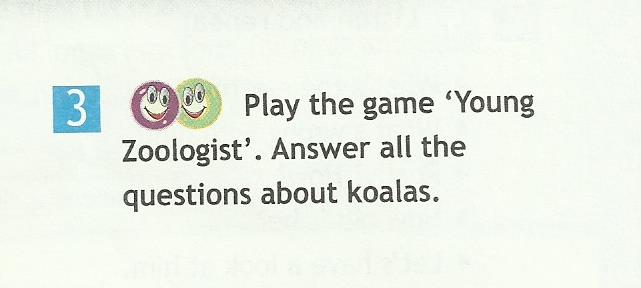 3 Play the game ‘Young
Zoologist’. Answer all the
questions about koalas.